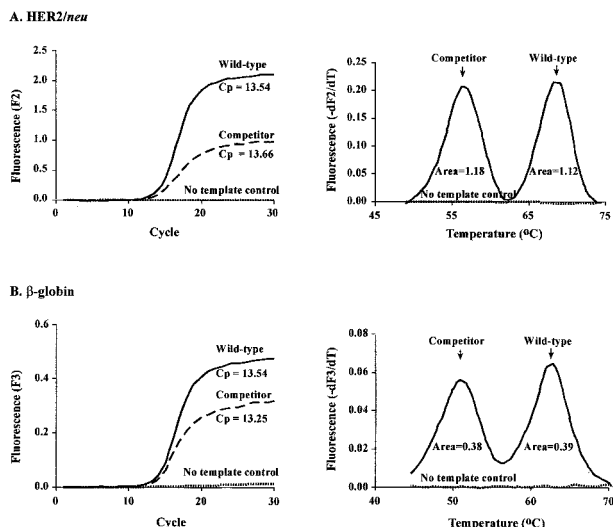 A. HER2/neu
Fluorescence (F2)
2.5
2.0
1.5
1.0
0.5
0.0
0
10
20
30
Cycle
Wild-type
Cp = 13.54
Competitor
Cp = 13.66
No template control
Fluorescence (-dF2/dT)
0.25
0.20
0.15
0.10
0.05
0.00
45
55
65
75
Temperature (ºC)
Competitor
Wild-type
Area=1.18
Area=1.12
No template control
B. β-globin
Fluorescence (F3)
0.6
0.4
0.2
0.0
0
10
20
30
Cycle
Wild-type
Cp = 13.54
Competitor
Cp = 13.25
No template control
Fluorescence (-dF3/dT)
0.08
0.06
0.04
0.02
0.00
40
50
60
70
Temperature (ºC)
Competitor
Wild-type
Area=0.38
Area=0.39
No template control